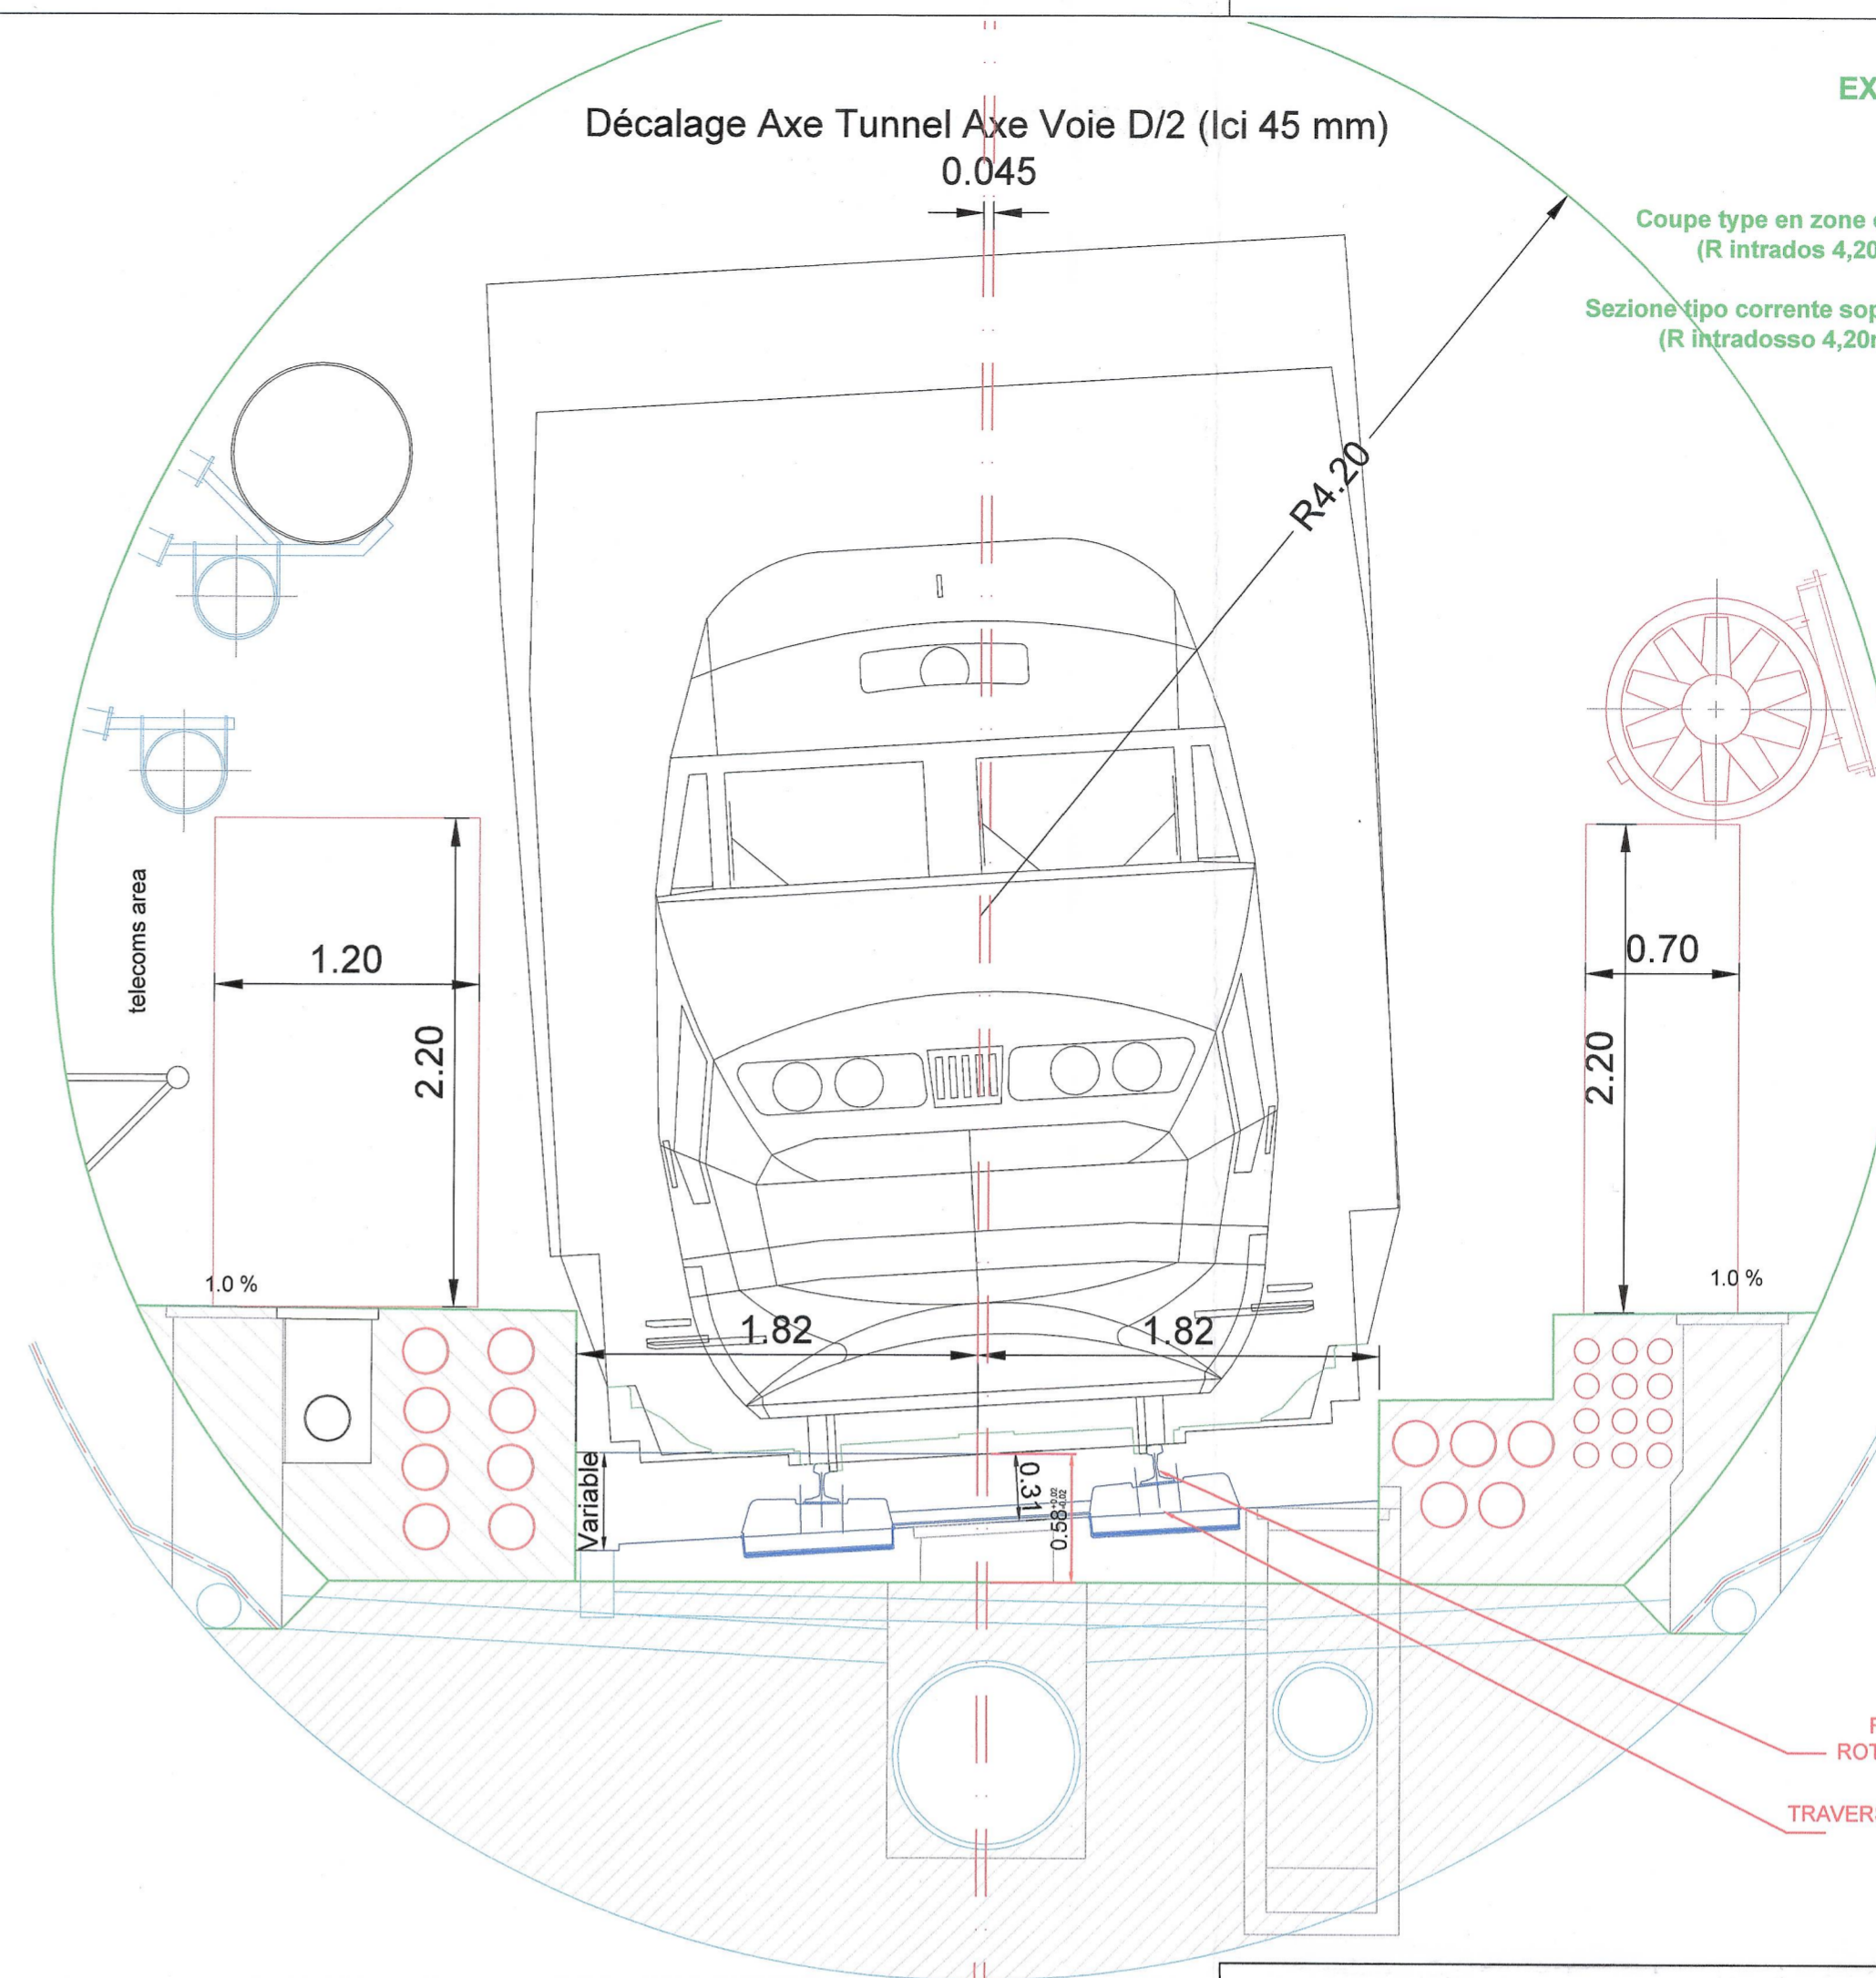 EX
Décalage Axe Tunnel Axe Voie D/2 (Ici 45 mm)
0.045
Coupe type en zone
(R intrados 4,20
Sezione tipo corrente sop
(R intradosso 4,20
R4.20
telecoms area
1.20
2.20
0.70
2.20
1.0 %
1.0 %
1.82
1.82
Variable
0.31
0.58
ROT
TRAVER